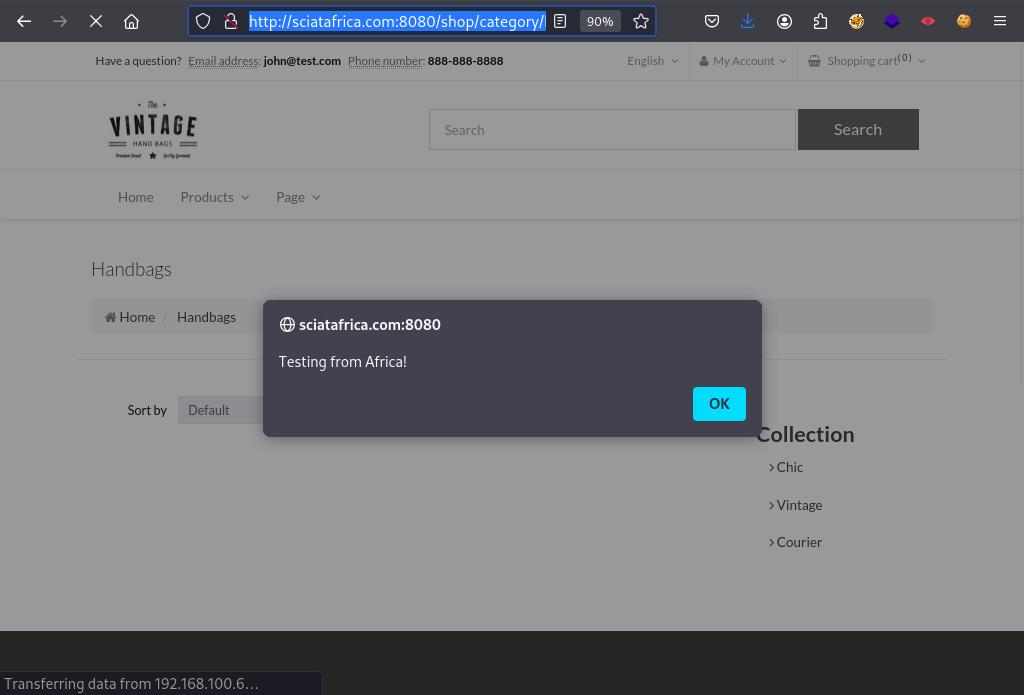 http://sciatafrica.com:8080/shop/category/
90%
Have a question? Email address: john@test.com Phone number: 888-888-8888
English
My Account
Shopping cart(0)
The
VINTAGE
HAND BAGS
Search
Search
Home
Products
Page
Handbags
Home / Handbags
sciatafrica.com:8080
Testing from Africa!
OK
Sort by
Default
Collection
Chic
Vintage
Courier
Transferring data from 192.168.100.6…